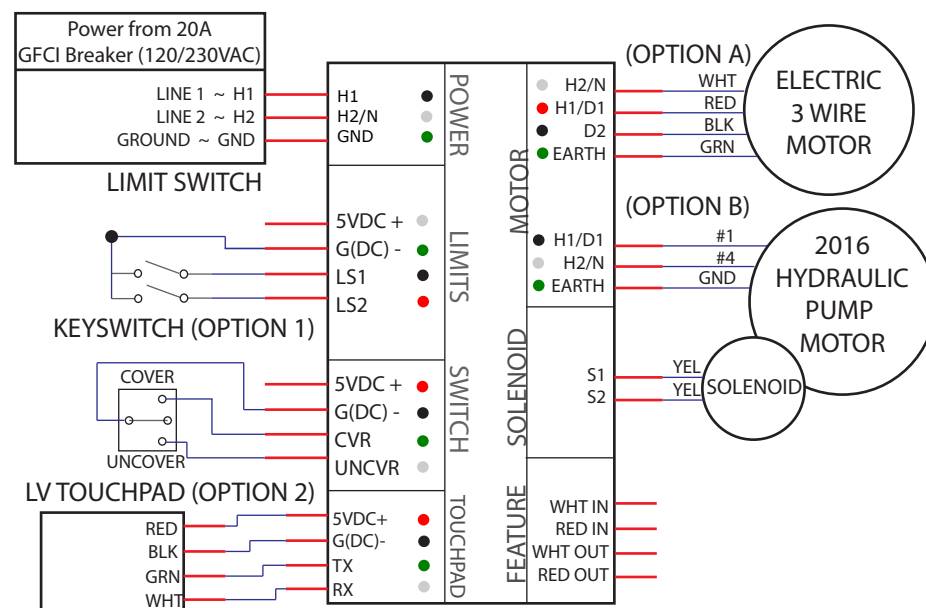 Power from 20A
GFCI Breaker (120/230VAC)
LINE 1 ~ H1
LINE 2 ~ H2
GROUND ~ GND
LIMIT SWITCH
KEYSWITCH (OPTION 1)
COVER
UNCOVER
LV TOUCHPAD (OPTION 2)
RED
BLK
GRN
WHT
H1
H2/N
GND
POWER
5VDC +
G(DC) -
LS1
LS2
LIMITS
5VDC +
G(DC) -
CVR
UNCVR
SWITCH
5VDC+
G(DC)-
TX
RX
TOUCHPAD
MOTOR
H2/N
H1/D1
D2
EARTH
H1/D1
H2/N
EARTH
SOLENOID
S1
S2
FEATURE
WHT IN
RED IN
WHT OUT
RED OUT
(OPTION A)
WHT
RED
BLK
GRN
ELECTRIC
3 WIRE
MOTOR
(OPTION B)
#1
#4
GND
2016
HYDRAULIC
PUMP
MOTOR
YEL
YEL
SOLENOID